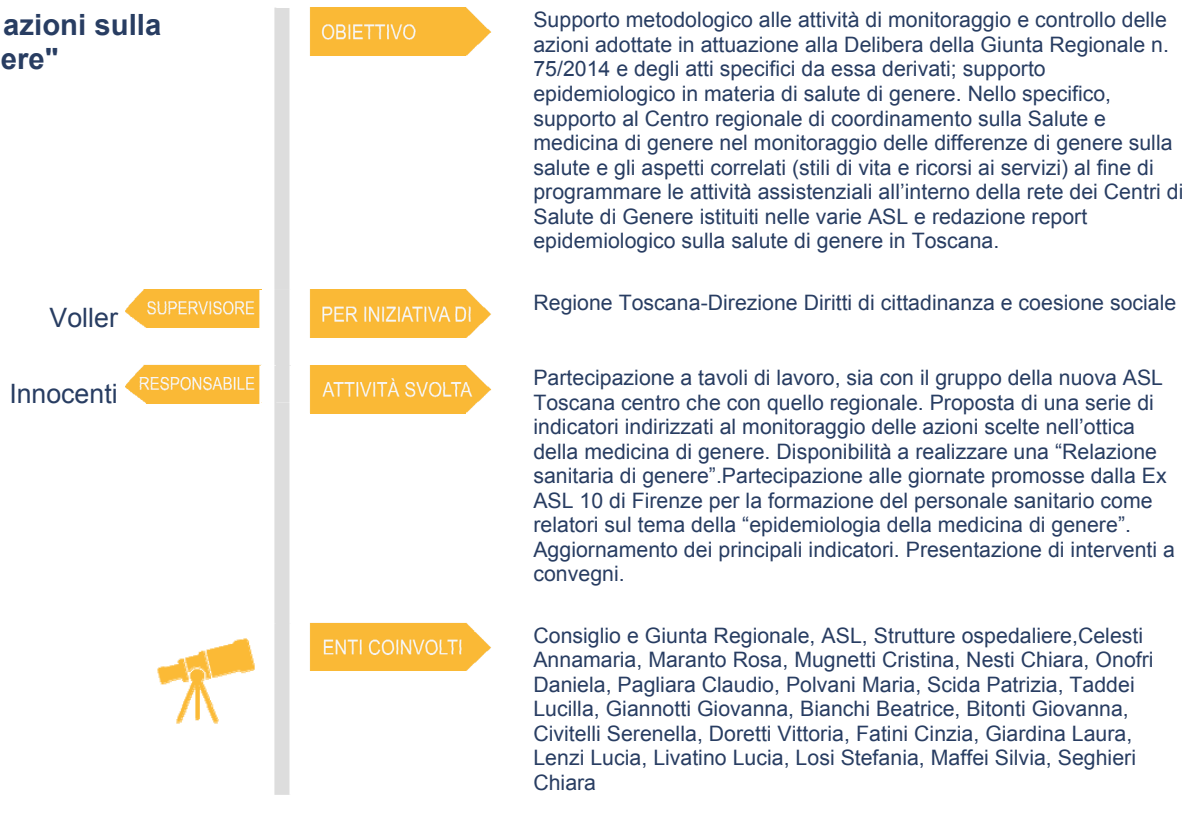 azioni sulla
ere"
OBIETTIVO
Supporto metodologico alle attività di monitoraggio e controllo delle
azioni adottate in attuazione alla Delibera della Giunta Regionale n.
75/2014 e degli atti specifici da essa derivati; supporto
epidemiologico in materia di salute di genere. Nello specifico,
supporto al Centro regionale di coordinamento sulla Salute e
medicina di genere nel monitoraggio delle differenze di genere sulla
salute e gli aspetti correlati (stili di vita e ricorsi ai servizi) al fine di
programmare le attività assistenziali all’interno della rete dei Centri di
Salute di Genere istituiti nelle varie ASL e redazione report
epidemiologico sulla salute di genere in Toscana.
Voller
SUPERVISORE
PER INIZIATIVA DI
Regione Toscana-Direzione Diritti di cittadinanza e coesione sociale
Innocenti
RESPONSABILE
ATTIVITÀ SVOLTA
Partecipazione a tavoli di lavoro, sia con il gruppo della nuova ASL
Toscana centro che con quello regionale. Proposta di una serie di
indicatori indirizzati al monitoraggio delle azioni scelte nell’ottica
della medicina di genere. Disponibilità a realizzare una “Relazione
sanitaria di genere”.Partecipazione alle giornate promosse dalla Ex
ASL 10 di Firenze per la formazione del personale sanitario come
relatori sul tema della “epidemiologia della medicina di genere”.
Aggiornamento dei principali indicatori. Presentazione di interventi a
convegni.
ENTI COINVOLTI
Consiglio e Giunta Regionale, ASL, Strutture ospedaliere,Celesti
Annamaria, Maranto Rosa, Mugnetti Cristina, Nesti Chiara, Onofri
Daniela, Pagliara Claudio, Polvani Maria, Scida Patrizia, Taddei
Lucilla, Giannotti Giovanna, Bianchi Beatrice, Bitonti Giovanna,
Civitelli Serenella, Doretti Vittoria, Fatini Cinzia, Giardina Laura,
Lenzi Lucia, Livatino Lucia, Losi Stefania, Maffei Silvia, Seghieri
Chiara